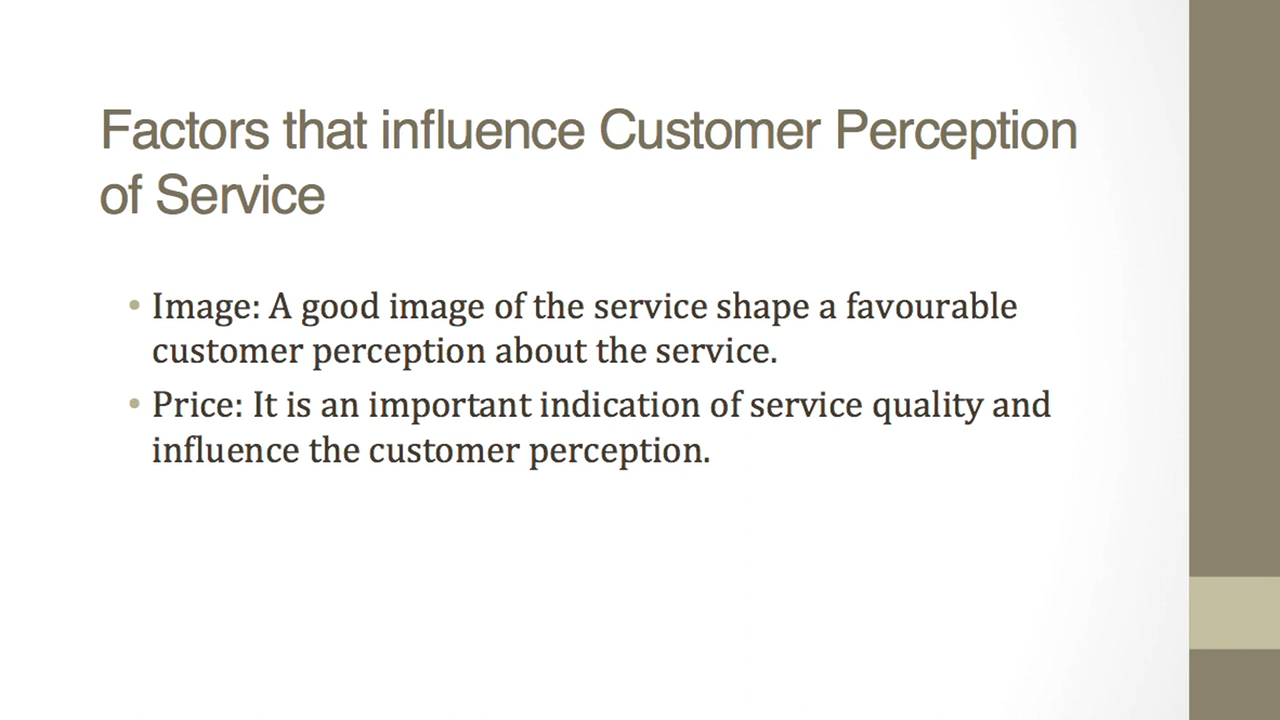 Factors that influence Customer Perception
of Service
• Image: A good image of the service shape a favourable
customer perception about the service.
• Price: It is an important indication of service quality and
influence the customer perception.